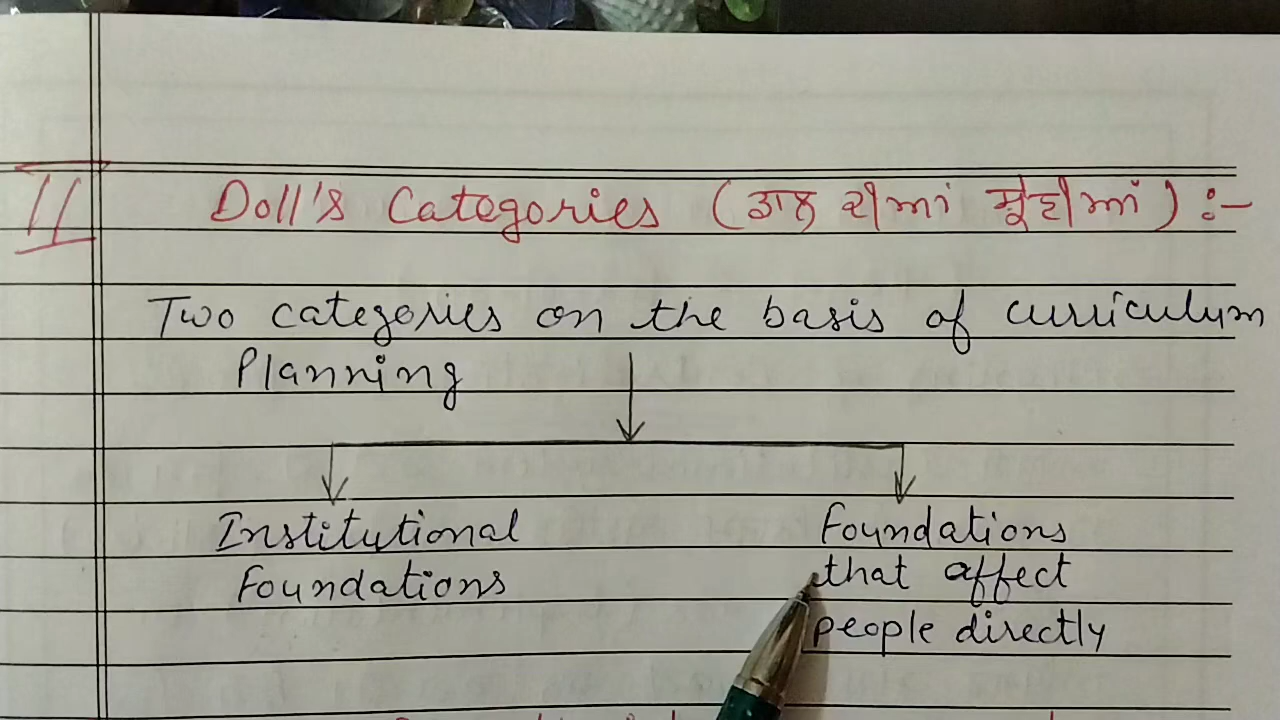 II Doll's Categories (ਡਾਲ ਦੀਆਂ ਸੂਚੀਆਂ) :-
Two categories on the basis of curriculum
Planning
Institutional
Foundations
Foundations
that affect
people directly